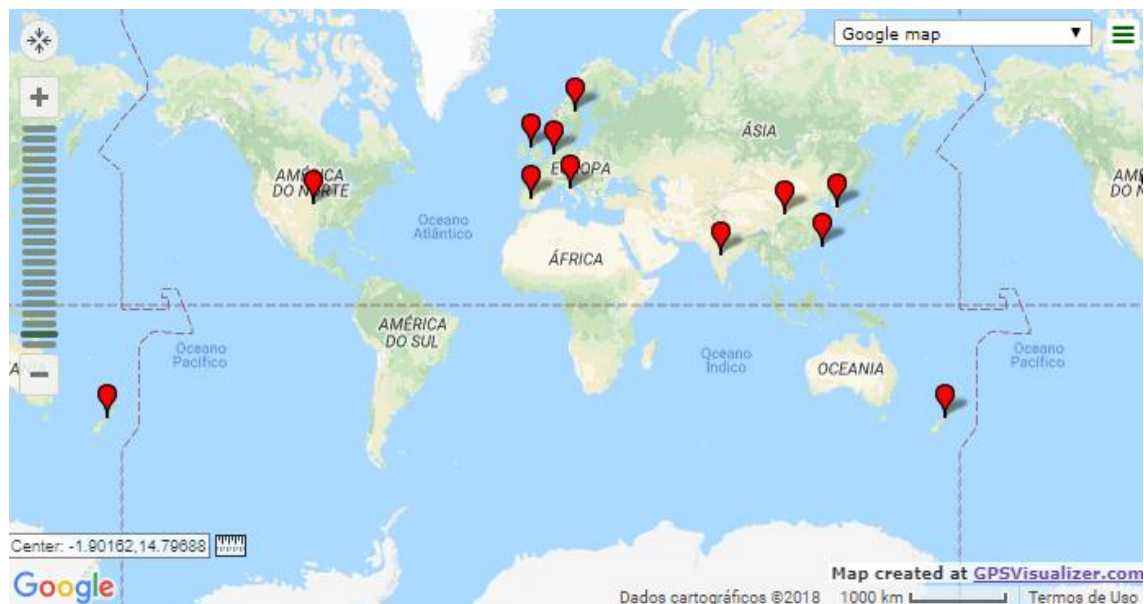 Google map
ÁSIA
AMÉRICA
DO NORTE
EUROPA
AMÉ
DO N
Oceano
Atlântico
ÁFRICA
AMÉRICA
DO SUL
Oceano
Pacífico
Oceano
Índico
OCEANIA
Oceano
Pacífico
ANIA
Center: -1.90162,14.79688
Google
Map created at GPSVisualizer.com
Dados cartográficos ©2018 1000 km Termos de Uso